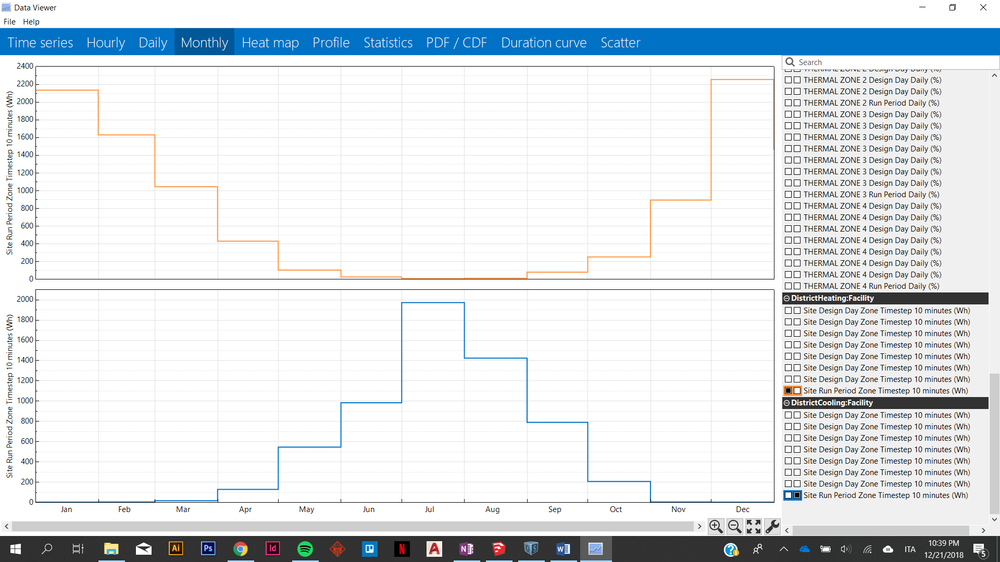 Data Viewer
File Help
Time series Hourly Daily Monthly Heat map Profile Statistics PDF / CDF Duration curve Scatter
Site Run Period Zone Timestep 10 minutes (Wh)
2400
2200
2000
1800
1600
1400
1200
1000
800
600
400
200
0
Site Run Period Zone Timestep 10 minutes (Wh)
2000
1800
1600
1400
1200
1000
800
600
400
200
0
Jan Feb Mar Apr May Jun Jul Aug Sep Oct Nov Dec
Search
THERMAL ZONE 2 Design Day Daily (%)
THERMAL ZONE 2 Design Day Daily (%)
THERMAL ZONE 2 Design Day Daily (%)
THERMAL ZONE 2 Run Period Daily (%)
THERMAL ZONE 3 Design Day Daily (%)
THERMAL ZONE 3 Design Day Daily (%)
THERMAL ZONE 3 Design Day Daily (%)
THERMAL ZONE 3 Design Day Daily (%)
THERMAL ZONE 3 Design Day Daily (%)
THERMAL ZONE 3 Design Day Daily (%)
THERMAL ZONE 3 Design Day Daily (%)
THERMAL ZONE 3 Run Period Daily (%)
THERMAL ZONE 4 Design Day Daily (%)
THERMAL ZONE 4 Design Day Daily (%)
THERMAL ZONE 4 Design Day Daily (%)
THERMAL ZONE 4 Design Day Daily (%)
THERMAL ZONE 4 Design Day Daily (%)
THERMAL ZONE 4 Design Day Daily (%)
THERMAL ZONE 4 Design Day Daily (%)
THERMAL ZONE 4 Run Period Daily (%)
DistrictHeating:Facility
Site Design Day Zone Timestep 10 minutes (Wh)
Site Design Day Zone Timestep 10 minutes (Wh)
Site Design Day Zone Timestep 10 minutes (Wh)
Site Design Day Zone Timestep 10 minutes (Wh)
Site Design Day Zone Timestep 10 minutes (Wh)
Site Design Day Zone Timestep 10 minutes (Wh)
Site Design Day Zone Timestep 10 minutes (Wh)
Site Run Period Zone Timestep 10 minutes (Wh)
DistrictCooling:Facility
Site Design Day Zone Timestep 10 minutes (Wh)
Site Design Day Zone Timestep 10 minutes (Wh)
Site Design Day Zone Timestep 10 minutes (Wh)
Site Design Day Zone Timestep 10 minutes (Wh)
Site Design Day Zone Timestep 10 minutes (Wh)
Site Design Day Zone Timestep 10 minutes (Wh)
Site Design Day Zone Timestep 10 minutes (Wh)
Site Run Period Zone Timestep 10 minutes (Wh)
Ai Ps Id N A N S W ITA
10:39 PM
12/21/2018
5